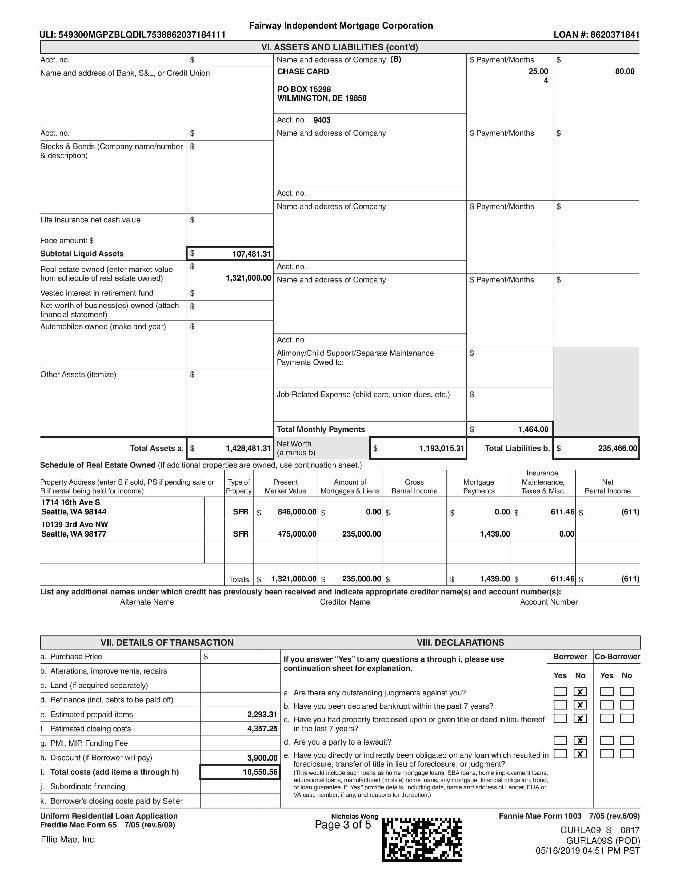 Fairway Independent Mortgage Corporation
ULI: 549300MGPZBLQDIL7538862037184111
LOAN #: 8620371841
VI. ASSETS AND LIABILITIES (cont'd)
Acct. no. $
Name and address of Company (B)
$ Payment/Months $
Name and address of Bank, S&L, or Credit Union
CHASE CARD
25.00 80.00
4
PO BOX 15298
WILMINGTON, DE 19850
Acct. no. 9403
Acct. no. $
Name and address of Company
$ Payment/Months $
Stocks & Bonds (Company name/number $
& description)
Acct. no.
Name and address of Company
$ Payment/Months $
Life insurance net cash value $
Face amount: $
Subtotal Liquid Assets $ 107,481.31
Acct. no.
Real estate owned (enter market value $
from schedule of real estate owned) 1,321,000.00
Name and address of Company
$ Payment/Months $
Vested interest in retirement fund $
Net worth of business(es) owned (attach $
financial statement)
Automobiles owned (make and year) $
Acct. no.
Alimony/Child Support/Separate Maintenance $
Payments Owed to:
Other Assets (itemize) $
Job-Related Expense (child care, union dues, etc.) $
Total Monthly Payments $ 1,464.00
Total Assets a. $ 1,428,481.31
Net Worth $ 1,193,015.31
(a minus b)
Total Liabilities b. $ 235,466.00
Schedule of Real Estate Owned (If additional properties are owned, use continuation sheet.)
Property Address (enter S if sold, PS if pending sale or
R if rental being held for income)
Type of
Property
Present
Market Value
Amount of
Mortgages & Liens
Gross
Rental Income
Mortgage
Payments
Insurance,
Maintenance,
Taxes & Misc.
Net
Rental Income
1714 16th Ave S
Seattle, WA 98144 SFR $ 846,000.00 $ 0.00 $ $ 0.00 $ 611.46 $ (611)
10139 3rd Ave NW
Seattle, WA 98177 SFR 475,000.00 235,000.00 1,439.00 0.00
Totals $ 1,321,000.00 $ 235,000.00 $ $ 1,439.00 $ 611.46 $ (611)
List any additional names under which credit has previously been received and indicate appropriate creditor name(s) and account number(s):
Alternate Name Creditor Name Account Number
VII. DETAILS OF TRANSACTION
a. Purchase Price $
b. Alterations, improvements, repairs
c. Land (if acquired separately)
d. Refinance (incl. debts to be paid off)
e. Estimated prepaid items 2,293.31
f. Estimated closing costs 4,357.25
g. PMI, MIP, Funding Fee
h. Discount (if Borrower will pay) 3,900.00
i. Total costs (add items a through h) 10,550.56
j. Subordinate financing
k. Borrower's closing costs paid by Seller
VIII. DECLARATIONS
If you answer "Yes" to any questions a through i, please use
continuation sheet for explanation.
Borrower Co-Borrower
Yes No Yes No
a. Are there any outstanding judgments against you? X
b. Have you been declared bankrupt within the past 7 years? X
c. Have you had property foreclosed upon or given title or deed in lieu thereof X
in the last 7 years?
d. Are you a party to a lawsuit? X
e. Have you directly or indirectly been obligated on any loan which resulted in X
foreclosure, transfer of title in lieu of foreclosure, or judgment?
(This would include such loans as home mortgage loans, SBA loans, home improvement loans,
educational loans, manufactured (mobile) home loans, any mortgage, financial obligation, bond,
or loan guarantee. If "Yes" provide details, including date, name and address of Lender, FHA or
VA case number, if any, and reasons for the action.)
Uniform Residential Loan Application
Freddie Mac Form 65 7/05 (rev.6/09)
Nicholas Wong
Page 3 of 5
Fannie Mae Form 1003 7/05 (rev.6/09)
Ellie Mae, Inc.
GURLA09_S 0817
GURLA09S (POD)
05/16/2019 04:51 PM PST